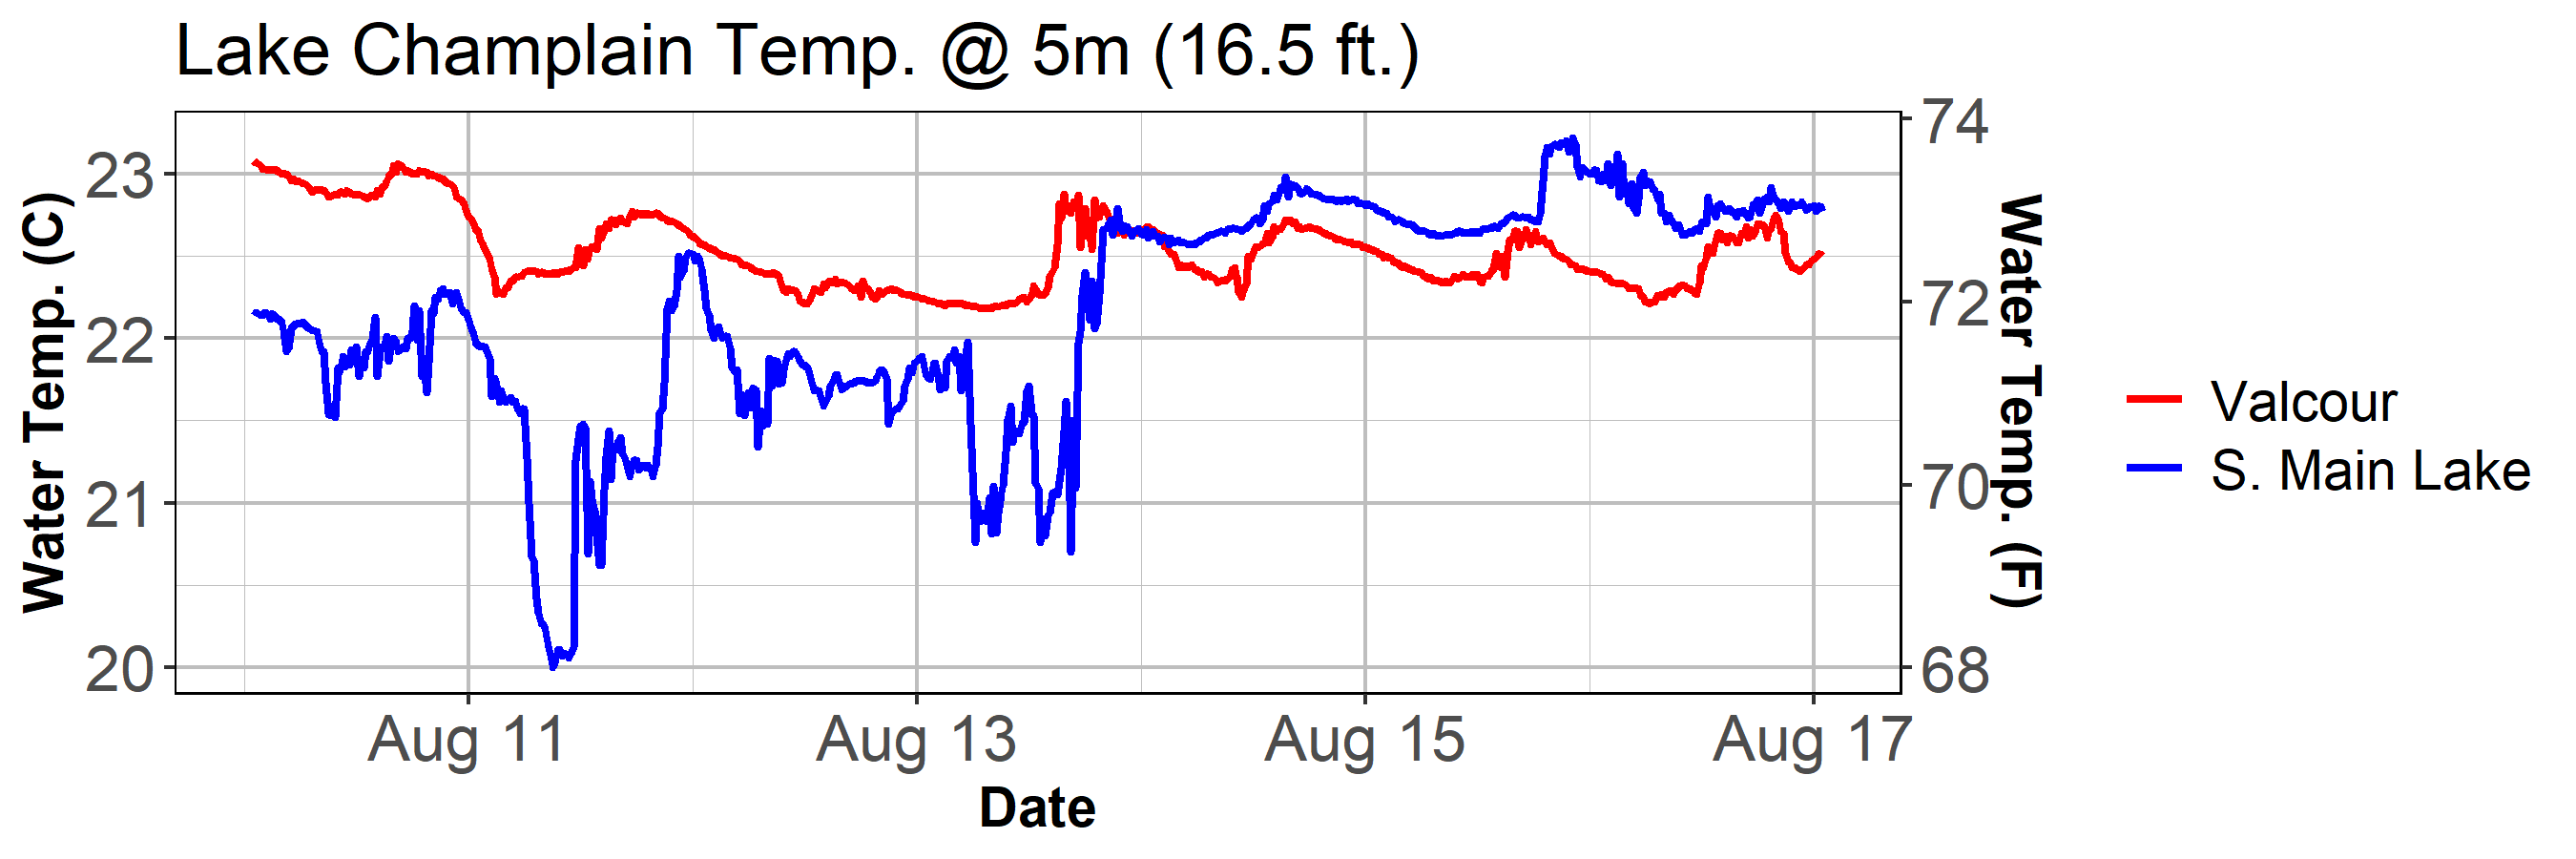 Lake Champlain Temp. @ 5m (16.5 ft.)
Water Temp. (C)
23
22
21
20
74
72
70
68
Water Temp. (F)
Aug 11
Aug 13
Aug 15
Aug 17
Date
Valcour
S. Main Lake